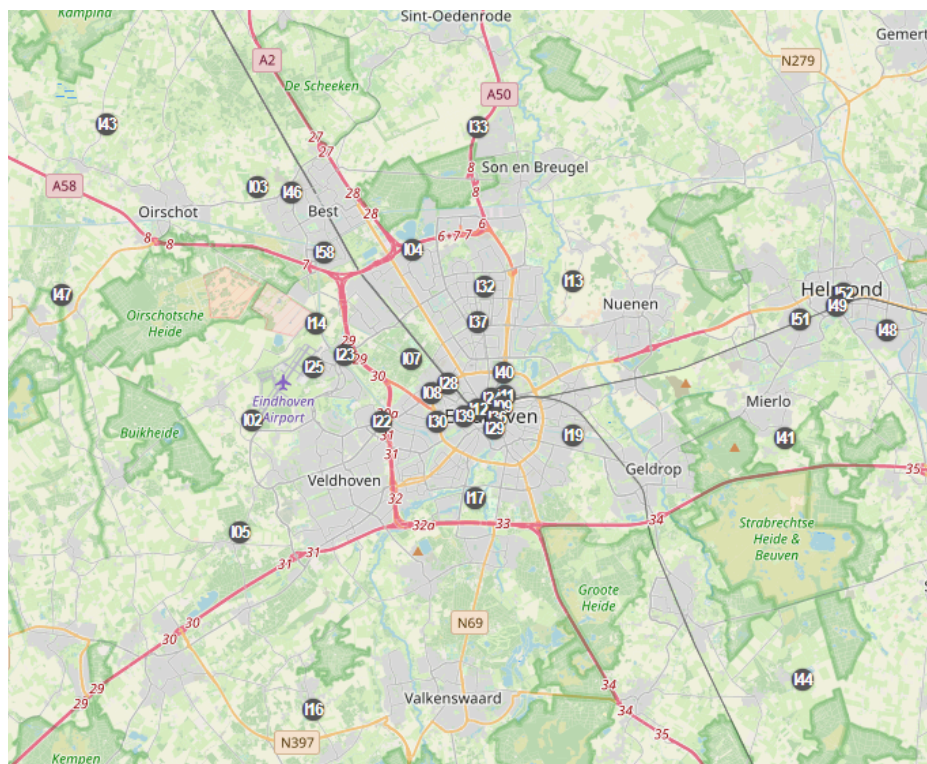 Kampina
Sint-Oedenrode
Gemert
A2
N279
De Scheeken
A50
I43
I33
27
27
Son en Breugel
A58
I03
I46
28
8
8
Oirschot
Best
28
6
8
8
6+7
7
I58
I04
7
I13
I32
I47
Nuenen
Helmond
I52
I49
Oirschotsche
Heide
I14
I37
I51
I48
29
I23
29
I07
I25
30
I40
I28
I08
Eindhoven
Airport
Mierlo
I39
I09
I02
I22
I30
I29
I19
I41
Buikheide
31
31
Geldrop
35
Veldhoven
32
I17
32a
33
34
I05
31
31
Strabrechtse
Heide &
Beuven
Groote
Heide
30
30
N69
I44
29
29
34
34
Valkenswaard
I16
35
N397
Kempen